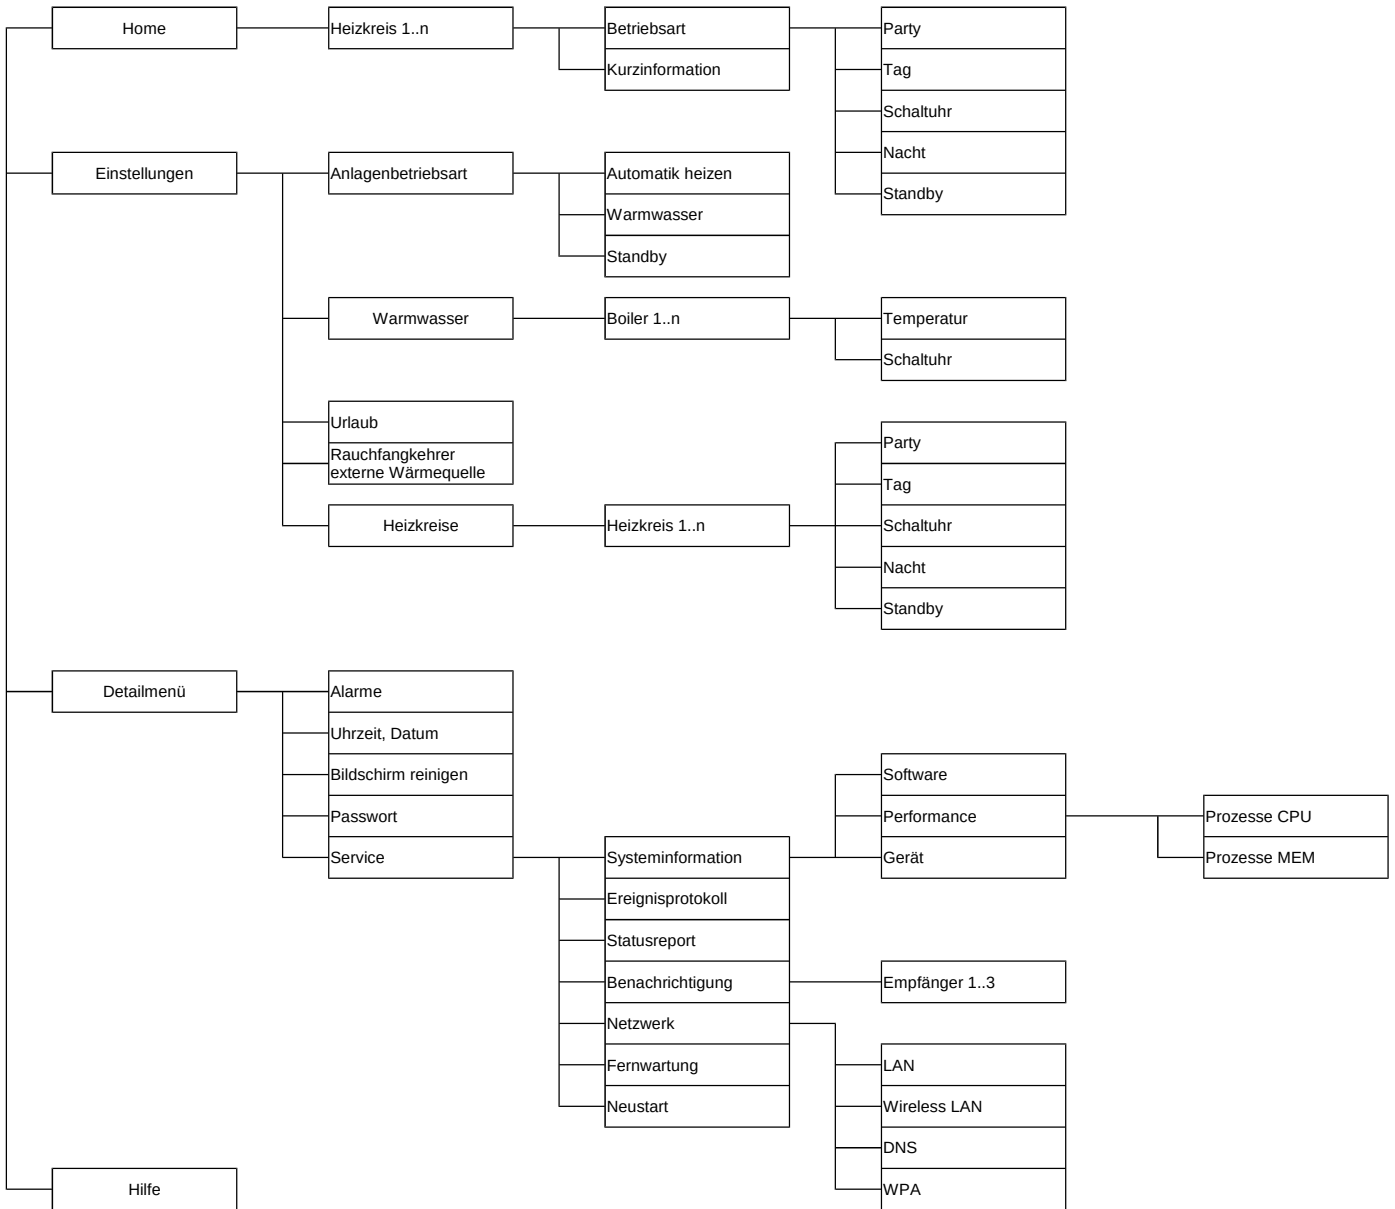 Home
Heizkreis 1..n
Betriebsart
Party
Kurzinformation
Tag
Schaltuhr
Nacht
Standby
Einstellungen
Anlagenbetriebsart
Automatik heizen
Warmwasser
Standby
Warmwasser
Boiler 1..n
Temperatur
Schaltuhr
Urlaub
Rauchfangkehrer
externe Wärmequelle
Heizkreise
Heizkreis 1..n
Party
Tag
Schaltuhr
Nacht
Standby
Detailmenü
Alarme
Uhrzeit, Datum
Bildschirm reinigen
Passwort
Service
Systeminformation
Ereignisprotokoll
Statusreport
Benachrichtigung
Netzwerk
Fernwartung
Neustart
Software
Performance
Gerät
Prozesse CPU
Prozesse MEM
Empfänger 1..3
LAN
Wireless LAN
DNS
WPA
Hilfe